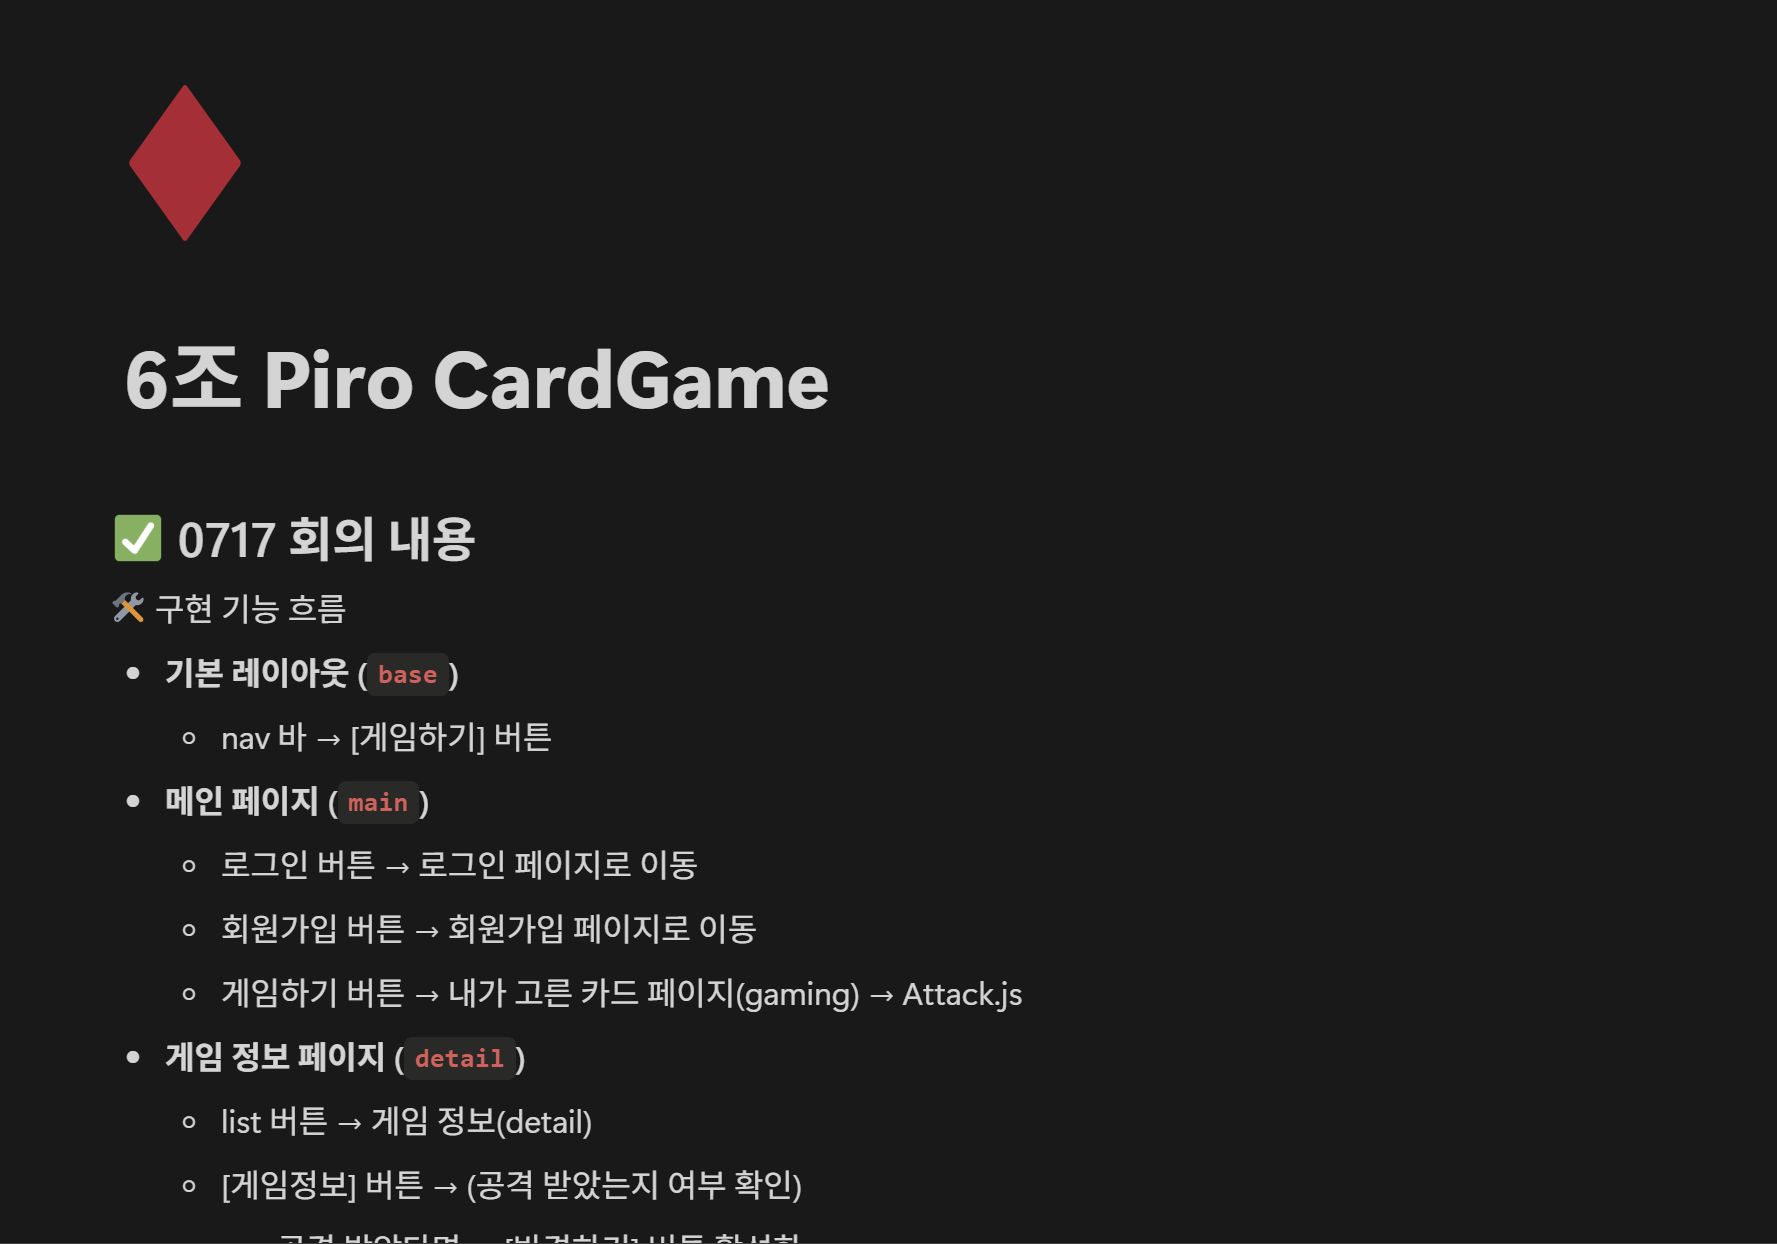 6조 Piro CardGame
✅ 0717 회의 내용
🛠️ 구현 기능 흐름
• 기본 레이아웃 (base)
◦ nav 바 → [게임하기] 버튼
• 메인 페이지 (main)
◦ 로그인 버튼 → 로그인 페이지로 이동
◦ 회원가입 버튼 → 회원가입 페이지로 이동
◦ 게임하기 버튼 → 내가 고른 카드 페이지(gaming) → Attack.js
• 게임 정보 페이지 (detail)
◦ list 버튼 → 게임 정보(detail)
◦ [게임정보] 버튼 → (공격 받았는지 여부 확인)